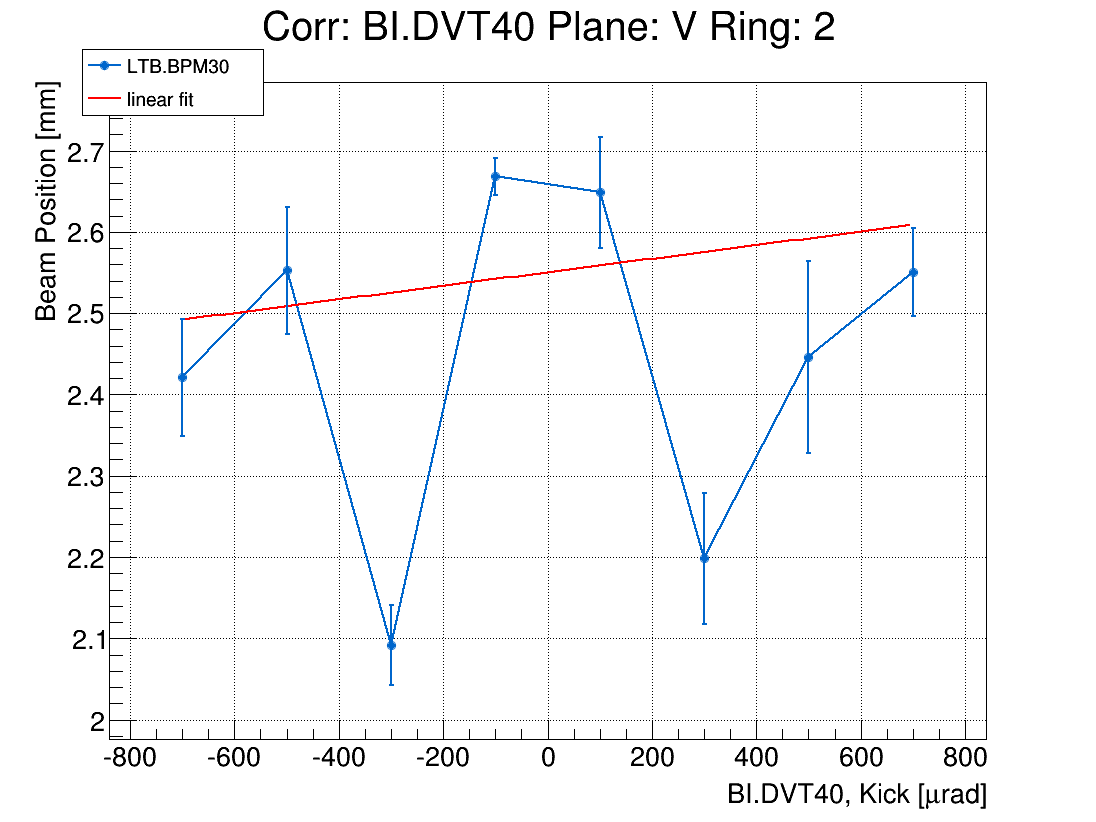 Corr: BI.DVT40 Plane: V Ring: 2
LTB.BPM30
linear fit
Beam Position [mm]
2.7
2.6
2.5
2.4
2.3
2.2
2.1
2
-800 -600 -400 -200 0 200 400 600 800
BI.DVT40, Kick [μrad]